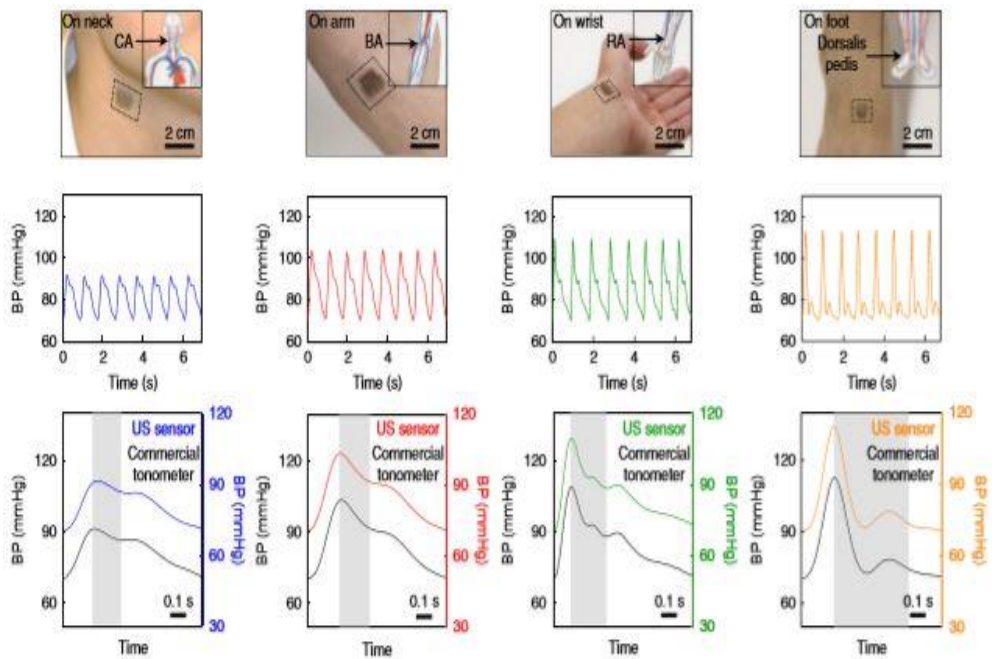 On neck
CA
2 cm
On arm
BA
2 cm
On wrist
RA
2 cm
On foot
Dorsalis
pedis
2 cm
BP (mmHg)
120
100
80
60
0 2 4 6
Time (s)
BP (mmHg)
120
100
80
60
0 2 4 6
Time (s)
BP (mmHg)
120
100
80
60
0 2 4 6
Time (s)
BP (mmHg)
120
100
80
60
0 2 4 6
Time (s)
BP (mmHg)
120
90
60
US sensor
Commercial
tonometer
0.1 s
Time
120
90
60
30
BP (mmHg)
BP (mmHg)
120
90
60
US sensor
Commercial
tonometer
0.1 s
Time
120
90
60
30
BP (mmHg)
BP (mmHg)
120
90
60
US sensor
Commercial
tonometer
0.1 s
Time
120
90
60
30
BP (mmHg)
BP (mmHg)
120
90
60
US sensor
Commercial
tonometer
0.1 s
Time
120
90
60
30
BP (mmHg)